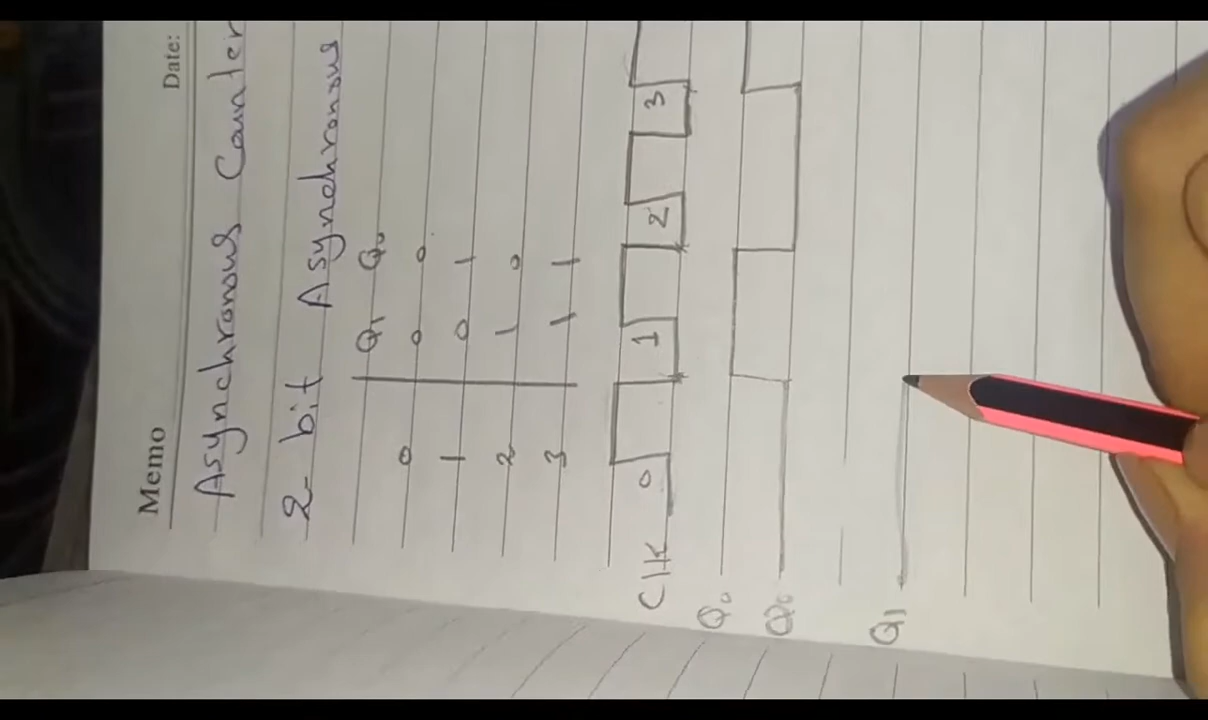 Memo
Date:
Asynchronous Counter
2- bit Asynchronous
Q1 Q0
0 0 0
1 0 1
2 1 0
3 1 1
Clk 0 1 2 3
Q0
Q0
Q1